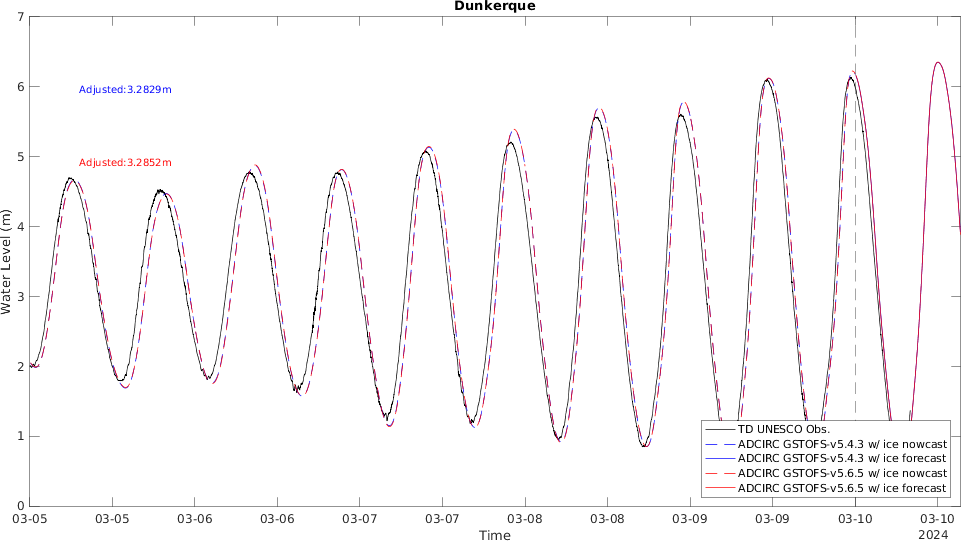 Dunkerque
7
6
5
4
3
2
1
0
Water Level (m)
Adjusted:3.2829m
Adjusted:3.2852m
TD UNESCO Obs.
ADCIRC GSTOFS-v5.4.3 w/ ice nowcast
ADCIRC GSTOFS-v5.4.3 w/ ice forecast
ADCIRC GSTOFS-v5.6.5 w/ ice nowcast
ADCIRC GSTOFS-v5.6.5 w/ ice forecast
03-05 03-05 03-06 03-06 03-07 03-07 03-08 03-08 03-09 03-09 03-10 03-10
2024
Time